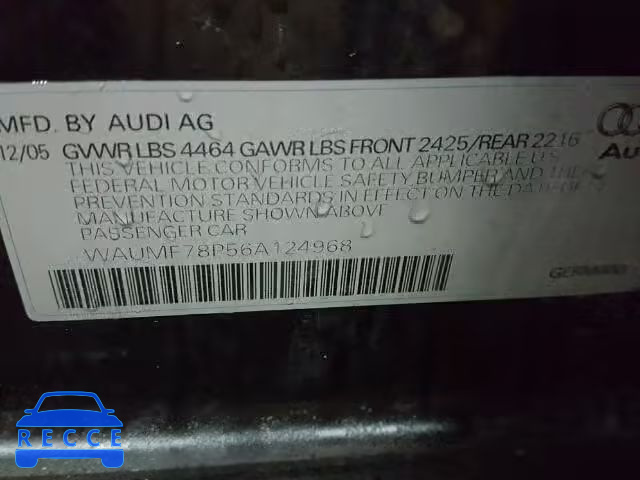 MFD. BY AUDI AG
12/05 GVWR LBS 4464 GAWR LBS FRONT 2425/REAR 2216
THIS VEHICLE CONFORMS TO ALL APPLICABLE U.S.
FEDERAL MOTOR VEHICLE SAFETY BUMPER AND THEFT
PREVENTION STANDARDS IN EFFECT ON THE DATE OF
MANUFACTURE SHOWN ABOVE
PASSENGER CAR
WAUMF78P56A124968
GERMANY
Audi
RECCE